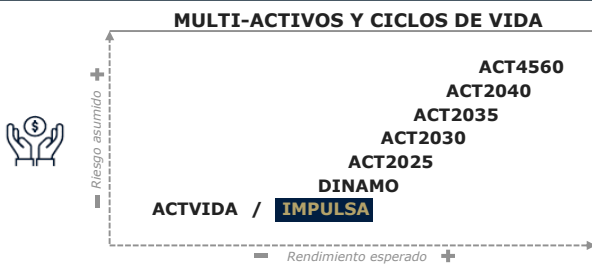 MULTI-ACTIVOS Y CICLOS DE VIDA
ACT4560
ACT2040
ACT2035
ACT2030
ACT2025
DINAMO
ACTVIDA / IMPULSA
Riesgo asumido
Rendimiento esperado
$